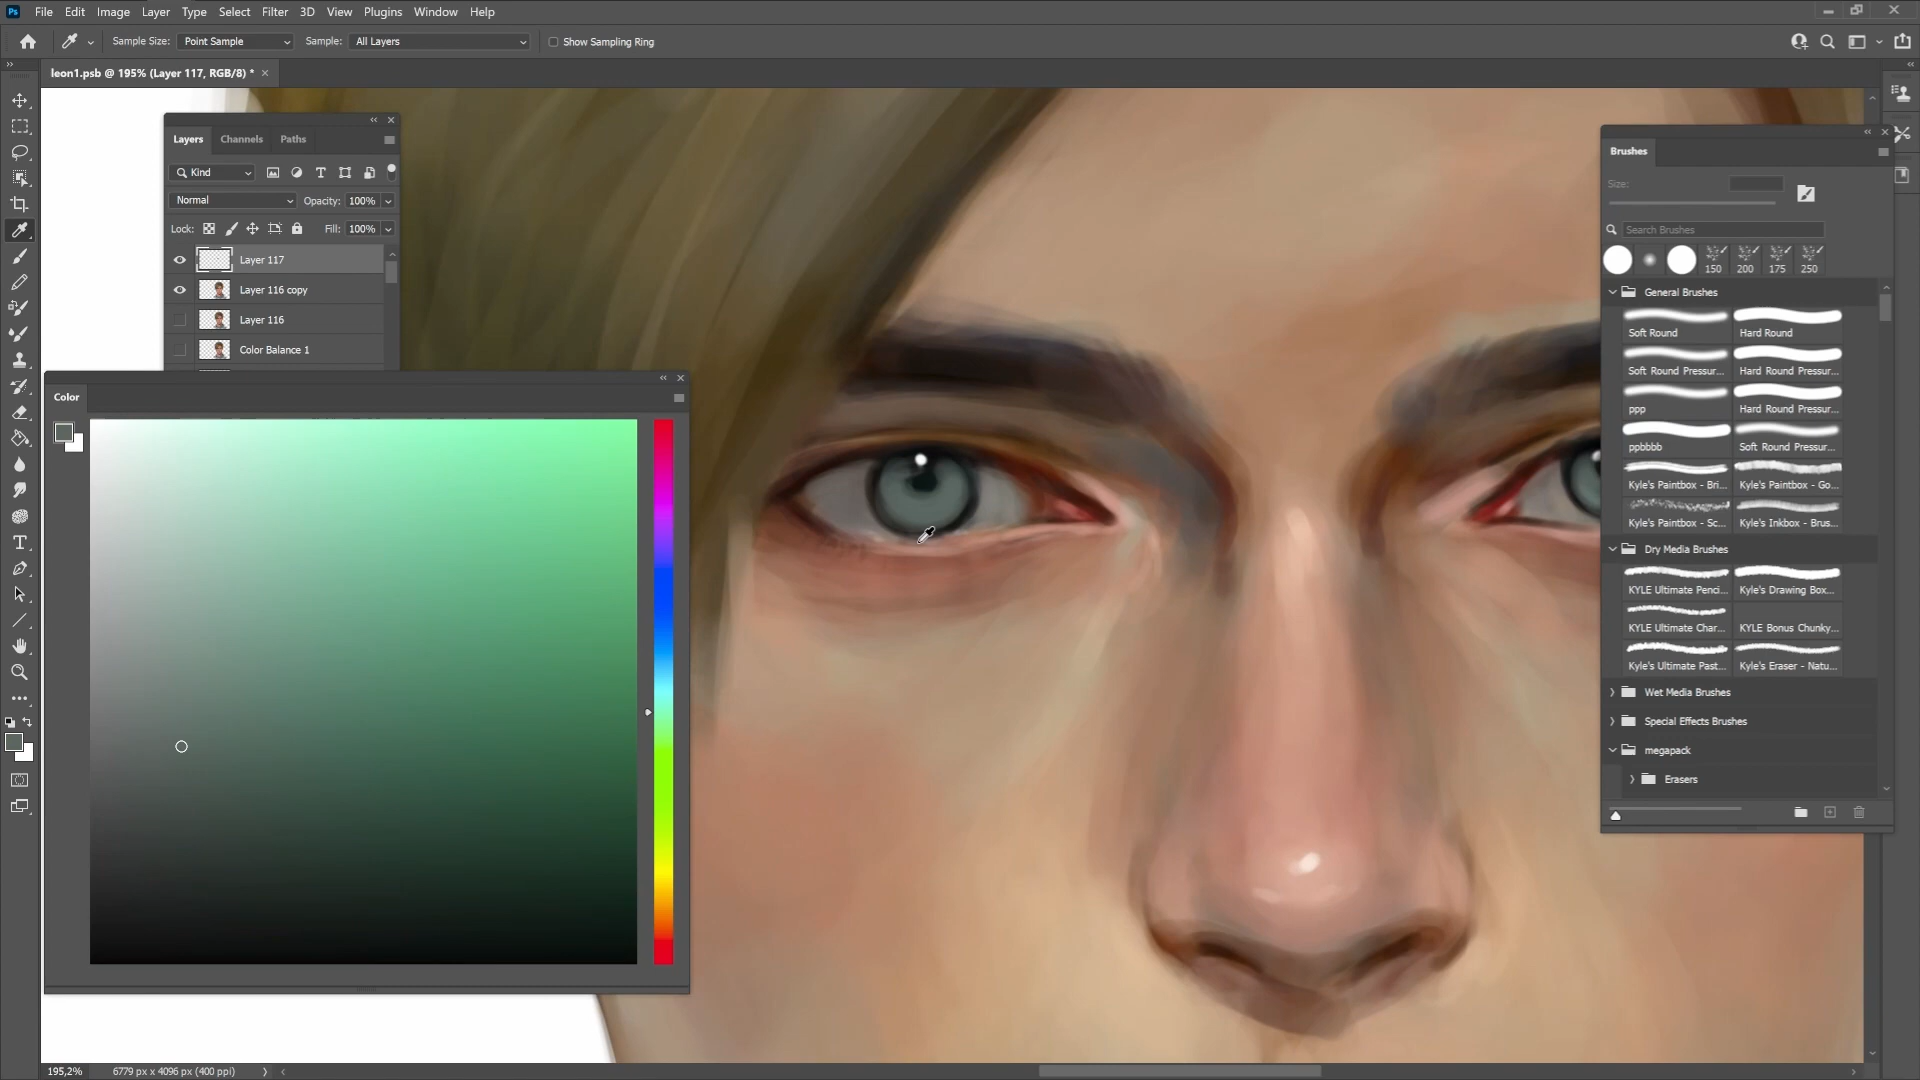 Ps File Edit Image Layer Type Select Filter 3D View Plugins Window Help
Sample Size: Point Sample Sample: All Layers Show Sampling Ring
leon1.psb @ 195% (Layer 117, RGB/8) *
Layers Channels Paths
Kind
Normal Opacity: 100%
Lock: Fill: 100%
Layer 117
Layer 116 copy
Layer 116
Color Balance 1
Color
Brushes
Size:
Search Brushes
150 200 175 250
General Brushes
Soft Round Hard Round
Soft Round Pressur... Hard Round Pressur...
ppp Hard Round Pressur...
ppbbbb Soft Round Pressur...
Kyle's Paintbox - Bri... Kyle's Paintbox - Go...
Kyle's Paintbox - Sc... Kyle's Inkbox - Brus...
Dry Media Brushes
KYLE Ultimate Penci... Kyle's Drawing Box...
KYLE Ultimate Char... KYLE Bonus Chunky...
Kyle's Ultimate Past... Kyle's Eraser - Natu...
Wet Media Brushes
Special Effects Brushes
megapack
Erasers
195,2% 6779 px x 4096 px (400 ppi)